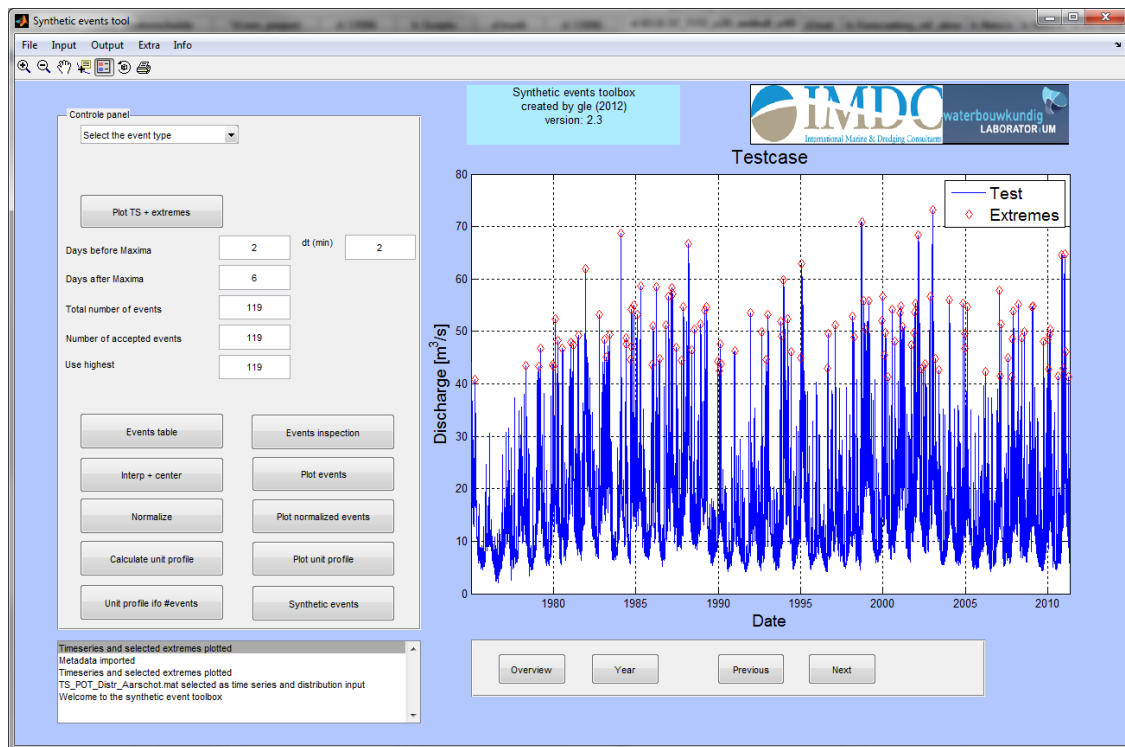 Synthetic events tool
File Input Output Extra Info
Synthetic events toolbox
created by gle (2012)
version: 2.3
IMDC
International Marine & Dredging Consultants
waterbouwkundig
LABORATORIUM
Controle panel
Select the event type
Plot TS + extremes
Days before Maxima 2 dt (min) 2
Days after Maxima 6
Total number of events 119
Number of accepted events 119
Use highest 119
Events table Events inspection
Interp + center Plot events
Normalize Plot normalized events
Calculate unit profile Plot unit profile
Unit profile ifo #events Synthetic events
Timeseries and selected extremes plotted
Metadata imported
Timeseries and selected extremes plotted
TS_POT_Distr_Aarschot.mat selected as time series and distribution input
Welcome to the synthetic event toolbox
Testcase
Test
Extremes
Discharge [m³/s]
80
70
60
50
40
30
20
10
0
1980 1985 1990 1995 2000 2005 2010
Date
Overview Year Previous Next